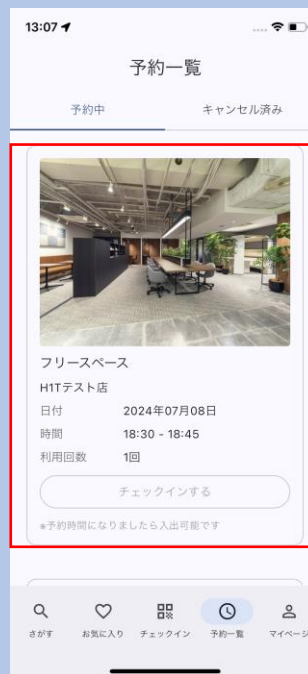 13:07
予約一覧
予約中 キャンセル済み
フリースペース
H1Tテスト店
日付 2024年07月08日
時間 18:30 - 18:45
利用回数 1回
チェックインする
※予約時間になりましたら入出可能です
さがす お気に入り チェックイン 予約一覧 マイページ